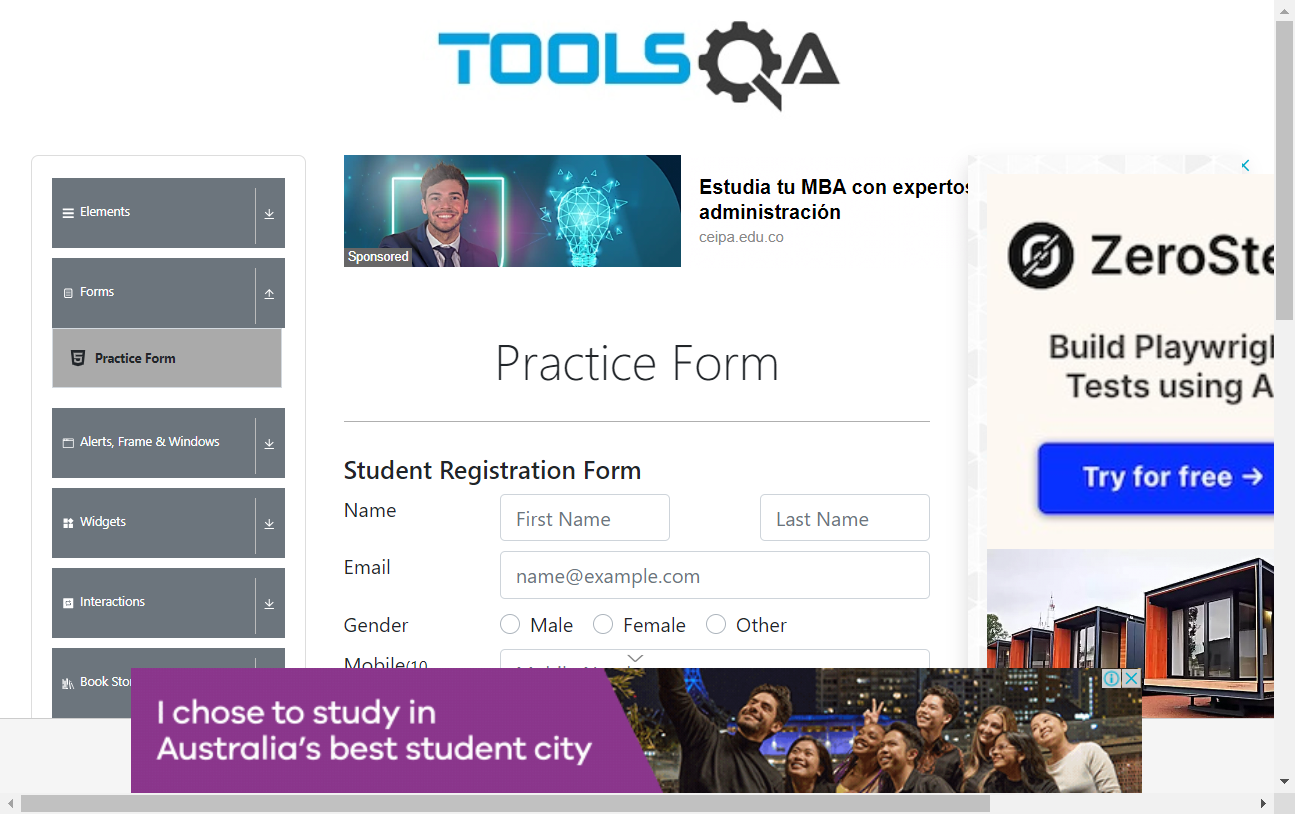 TOOLSQA
Elements
Forms
Practice Form
Alerts, Frame & Windows
Widgets
Interactions
Book Sto
Sponsored
Estudia tu MBA con expertos
administración
ceipa.edu.co
Practice Form
Student Registration Form
Name
First Name
Last Name
Email
name@example.com
Gender
Male
Female
Other
Mobile(10
ZeroSte
Build Playwrigh
Tests using A
Try for free →
I chose to study in
Australia's best student city